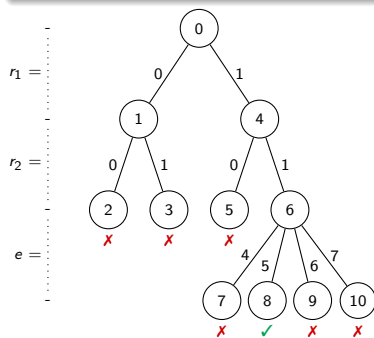 0
r₁ = 0 1
1 4
r₂ = 0 1 0 1
2 3 5 6
✗ ✗ ✗
e = 4 5 6 7
7 8 9 10
✗ ✓ ✗ ✗